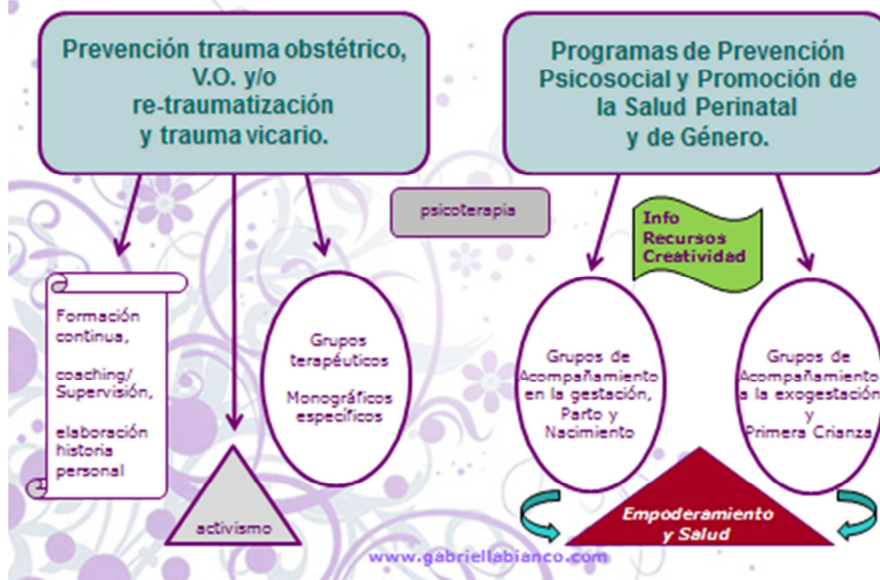 Prevención trauma obstétrico,
V.O. y/o
re-traumatización
y trauma vicario.
Programas de Prevención
Psicosocial y Promoción de
la Salud Perinatal
y de Género.
psicoterapia
Info
Recursos
Creatividad
Formación
continua,
coaching/
Supervisión,
elaboración
historia
personal
Grupos
terapéuticos
Monográficos
específicos
activismo
Grupos de
Acompañamiento
en la gestación,
Parto y
Nacimiento
Grupos de
Acompañamiento
a la exogestación
y
Primera Crianza
Empoderamiento
y Salud
www.gabriellabianco.com